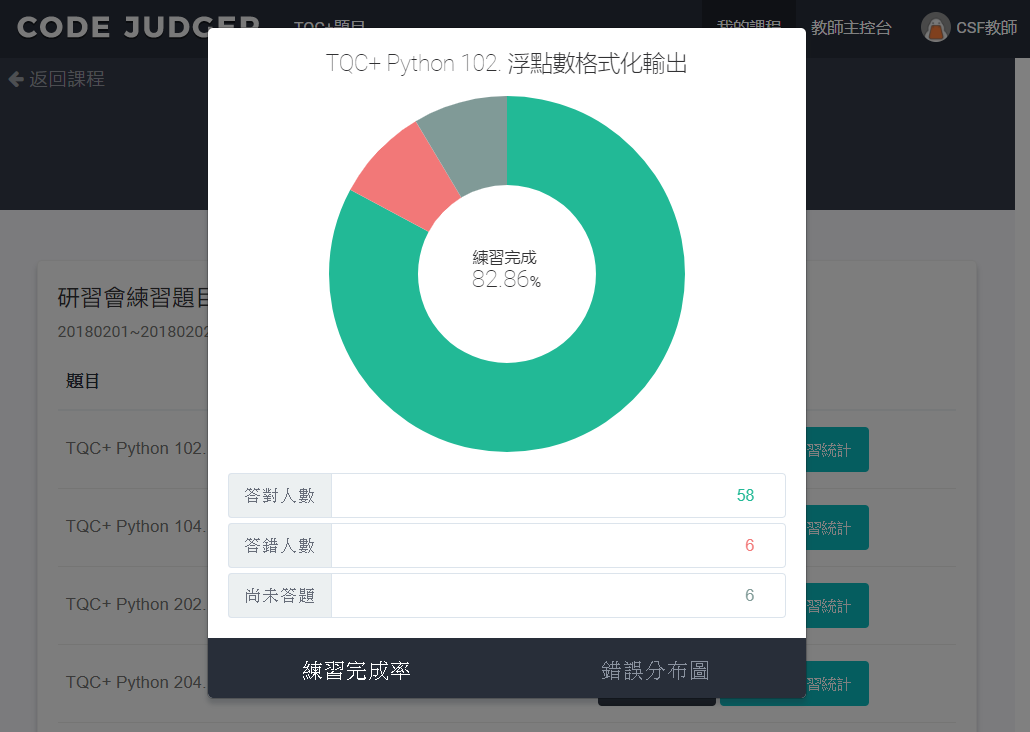 CODE JUDGER
TQC+題目
我的課程
教師主控台
CSF教師
返回課程
TQC+ Python 102. 浮點數格式化輸出
練習完成
82.86%
研習會練習題目
20180201~20180202
題目
TQC+ Python 102.
習統計
TQC+ Python 104.
習統計
TQC+ Python 202.
習統計
TQC+ Python 204.
習統計
答對人數 58
答錯人數 6
尚未答題 6
練習完成率
錯誤分布圖